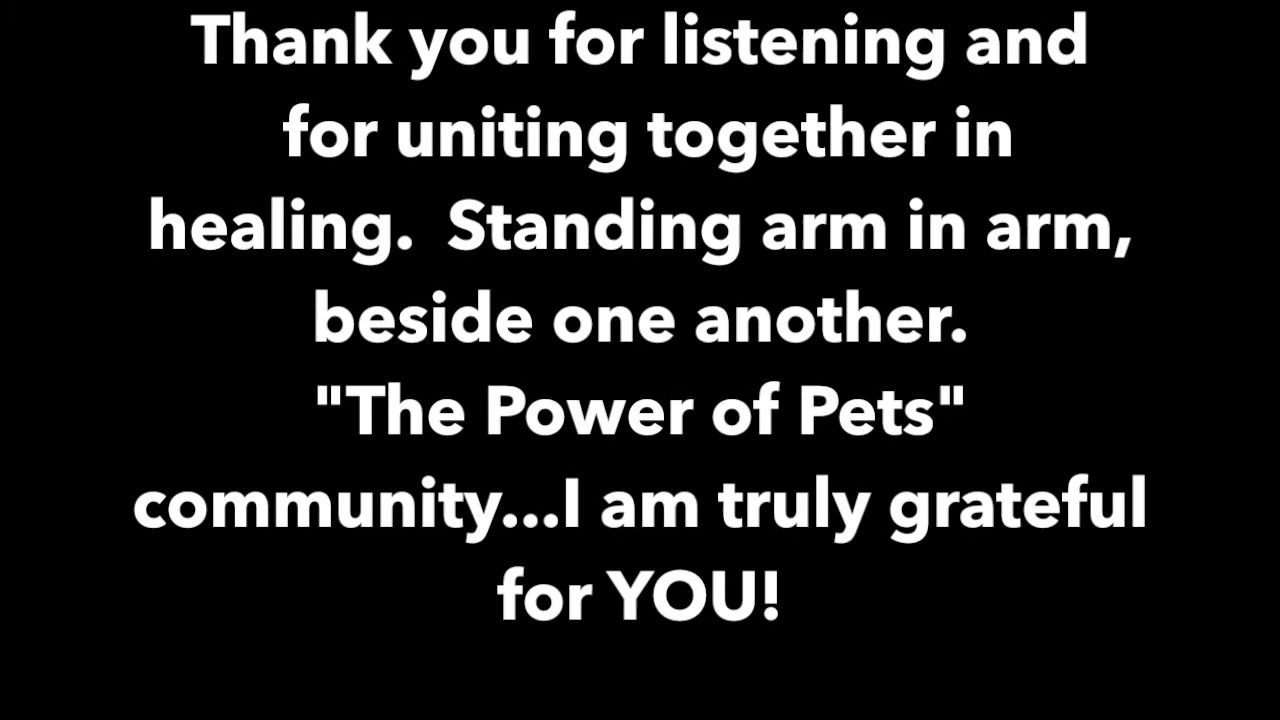 Thank you for listening and
for uniting together in
healing.  Standing arm in arm,
beside one another.
"The Power of Pets"
community...I am truly grateful
for YOU!